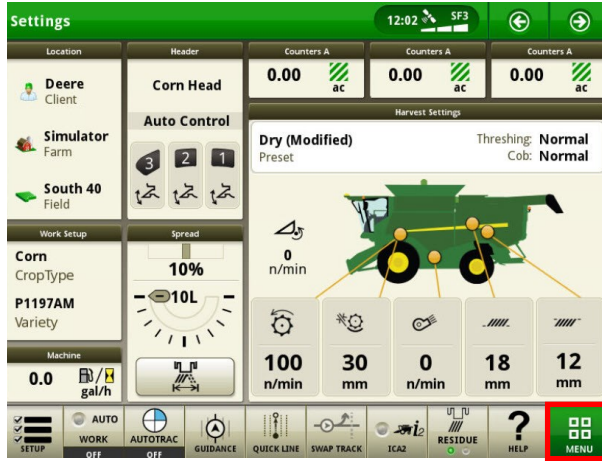 Settings
12:02 SF3
Location
Deere
Client
Simulator
Farm
South 40
Field
Work Setup
Corn
CropType
P1197AM
Variety
Machine
0.0 gal/h
Header
Corn Head
Auto Control
3 2 1
Spread
10%
10L
Counters A
0.00 ac
Counters A
0.00 ac
Counters A
0.00 ac
Harvest Settings
Dry (Modified)
Preset
Threshing: Normal
Cob: Normal
0
n/min
100
n/min
30
mm
0
n/min
18
mm
12
mm
SETUP
AUTO
WORK
OFF
AUTOTRAC
OFF
GUIDANCE
QUICK LINE
SWAP TRACK
i2
ICA2
RESIDUE
?
HELP
MENU